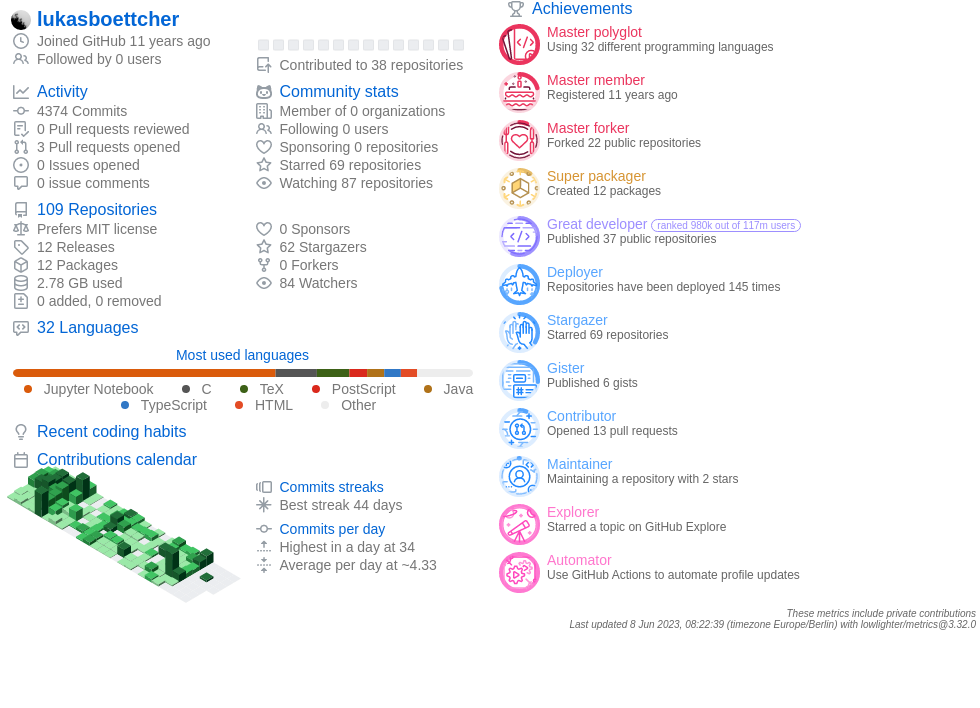 lukasboettcher
Joined GitHub 11 years ago
Followed by 0 users
Contributed to 38 repositories
Activity
4374 Commits
0 Pull requests reviewed
3 Pull requests opened
0 Issues opened
0 issue comments
Community stats
Member of 0 organizations
Following 0 users
Sponsoring 0 repositories
Starred 69 repositories
Watching 87 repositories
109 Repositories
Prefers MIT license
12 Releases
12 Packages
2.78 GB used
0 added, 0 removed
0 Sponsors
62 Stargazers
0 Forkers
84 Watchers
32 Languages
Most used languages
Jupyter Notebook C TeX PostScript Java
TypeScript HTML Other
Recent coding habits
Contributions calendar
Commits streaks
Best streak 44 days
Commits per day
Highest in a day at 34
Average per day at ~4.33
Achievements
Master polyglot
Using 32 different programming languages
Master member
Registered 11 years ago
Master forker
Forked 22 public repositories
Super packager
Created 12 packages
Great developer ranked 980k out of 117m users
Published 37 public repositories
Deployer
Repositories have been deployed 145 times
Stargazer
Starred 69 repositories
Gister
Published 6 gists
Contributor
Opened 13 pull requests
Maintainer
Maintaining a repository with 2 stars
Explorer
Starred a topic on GitHub Explore
Automator
Use GitHub Actions to automate profile updates
These metrics include private contributions
Last updated 8 Jun 2023, 08:22:39 (timezone Europe/Berlin) with lowlighter/metrics@3.32.0